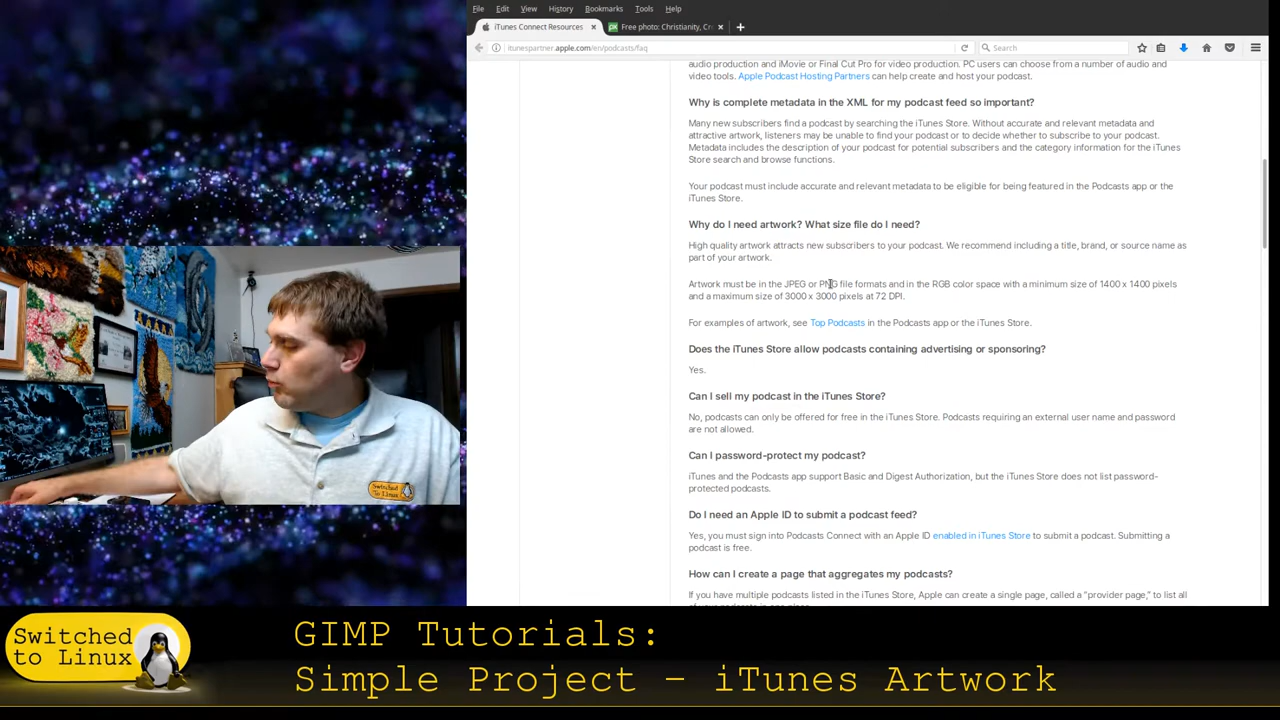 File Edit View History Bookmarks Tools Help
iTunes Connect Resources × Free photo: Christianity, Cr × +
itunespartner.apple.com/en/podcasts/faq Search
audio production and iMovie or Final Cut Pro for video production. PC users can choose from a number of audio and
video tools. Apple Podcast Hosting Partners can help create and host your podcast.
Why is complete metadata in the XML for my podcast feed so important?
Many new subscribers find a podcast by searching the iTunes Store. Without accurate and relevant metadata and
attractive artwork, listeners may be unable to find your podcast or to decide whether to subscribe to your podcast.
Metadata includes the description of your podcast for potential subscribers and the category information for the iTunes
Store search and browse functions.
Your podcast must include accurate and relevant metadata to be eligible for being featured in the Podcasts app or the
iTunes Store.
Why do I need artwork? What size file do I need?
High quality artwork attracts new subscribers to your podcast. We recommend including a title, brand, or source name as
part of your artwork.
Artwork must be in the JPEG or PNG file formats and in the RGB color space with a minimum size of 1400 x 1400 pixels
and a maximum size of 3000 x 3000 pixels at 72 DPI.
For examples of artwork, see Top Podcasts in the Podcasts app or the iTunes Store.
Does the iTunes Store allow podcasts containing advertising or sponsoring?
Yes.
Can I sell my podcast in the iTunes Store?
No, podcasts can only be offered for free in the iTunes Store. Podcasts requiring an external user name and password
are not allowed.
Can I password-protect my podcast?
iTunes and the Podcasts app support Basic and Digest Authorization, but the iTunes Store does not list password-
protected podcasts.
Do I need an Apple ID to submit a podcast feed?
Yes, you must sign into Podcasts Connect with an Apple ID enabled in iTunes Store to submit a podcast. Submitting a
podcast is free.
How can I create a page that aggregates my podcasts?
If you have multiple podcasts listed in the iTunes Store, Apple can create a single page, called a “provider page,” to list all
Switched
To Linux
Switched
to Linux
GIMP Tutorials:
Simple Project - iTunes Artwork